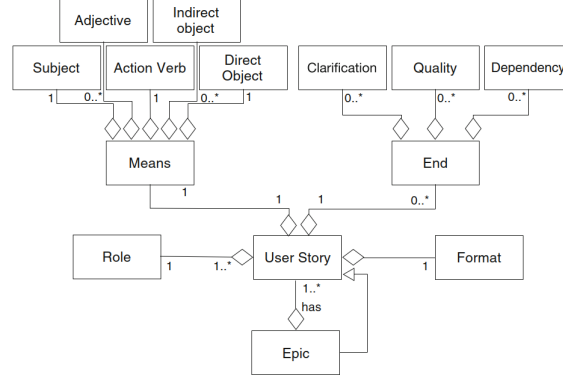 Adjective
Indirect
object
Subject
Action Verb
Direct
Object
Clarification
Quality
Dependency
1
0..*
1
0..*
1
0..*
0..*
0..*
Means
End
1
1
1
0..*
Role
User Story
Format
1
1..*
1
1..*
has
Epic